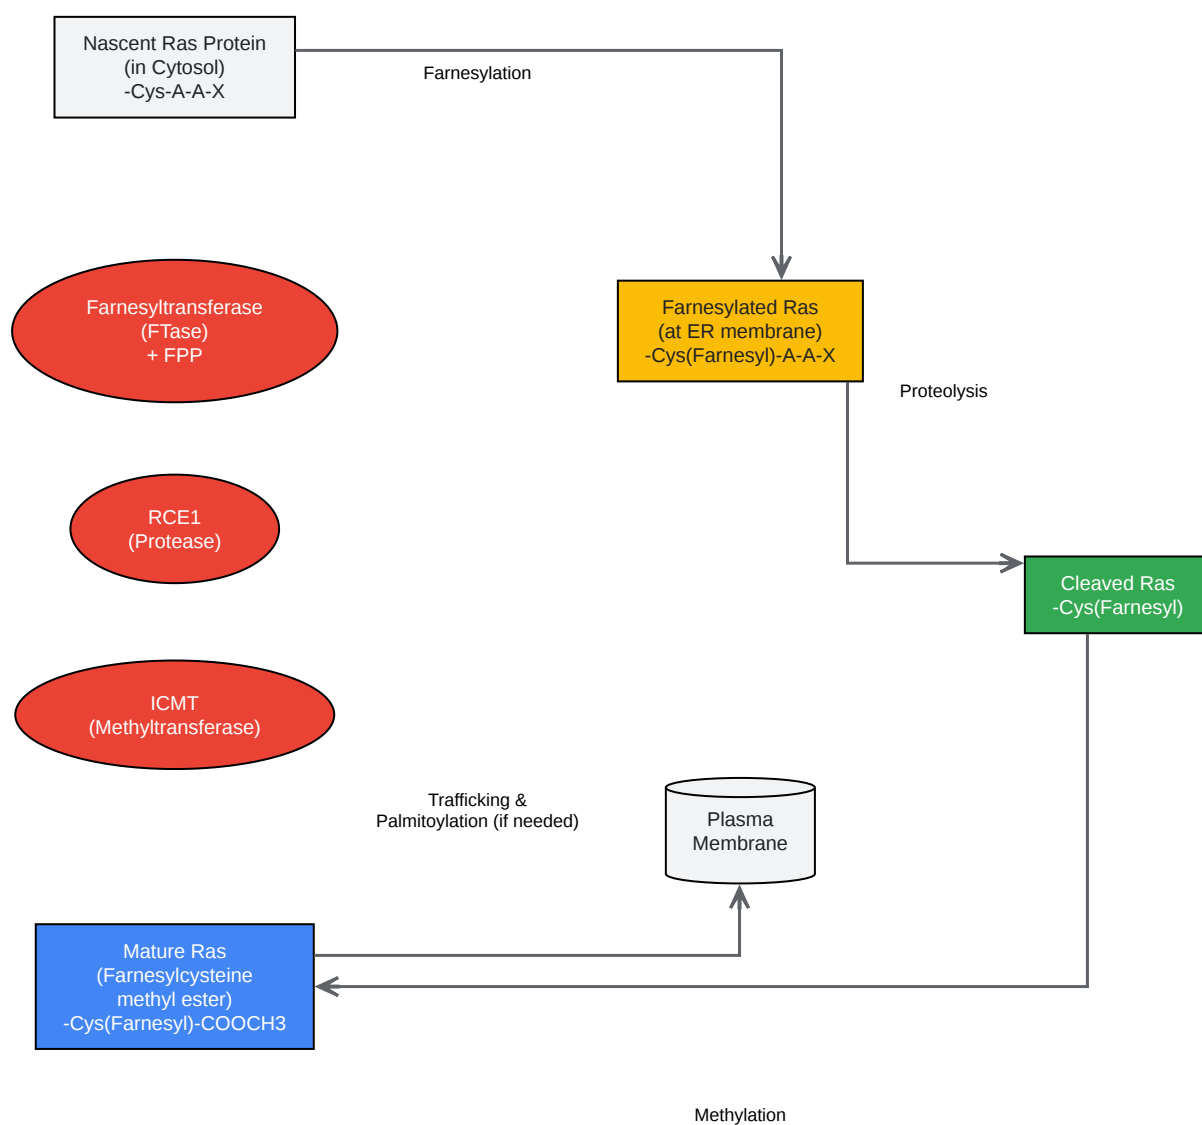 Nascent Ras Protein
(in Cytosol)
-Cys-A-A-X
Farnesylation
Farnesyltransferase
(FTase)
+ FPP
Farnesylated Ras
(at ER membrane)
-Cys(Farnesyl)-A-A-X
Proteolysis
RCE1
(Protease)
Cleaved Ras
-Cys(Farnesyl)
ICMT
(Methyltransferase)
Trafficking &
Palmitoylation (if needed)
Plasma
Membrane
Mature Ras
(Farnesylcysteine
methyl ester)
-Cys(Farnesyl)-COOCH3
Methylation